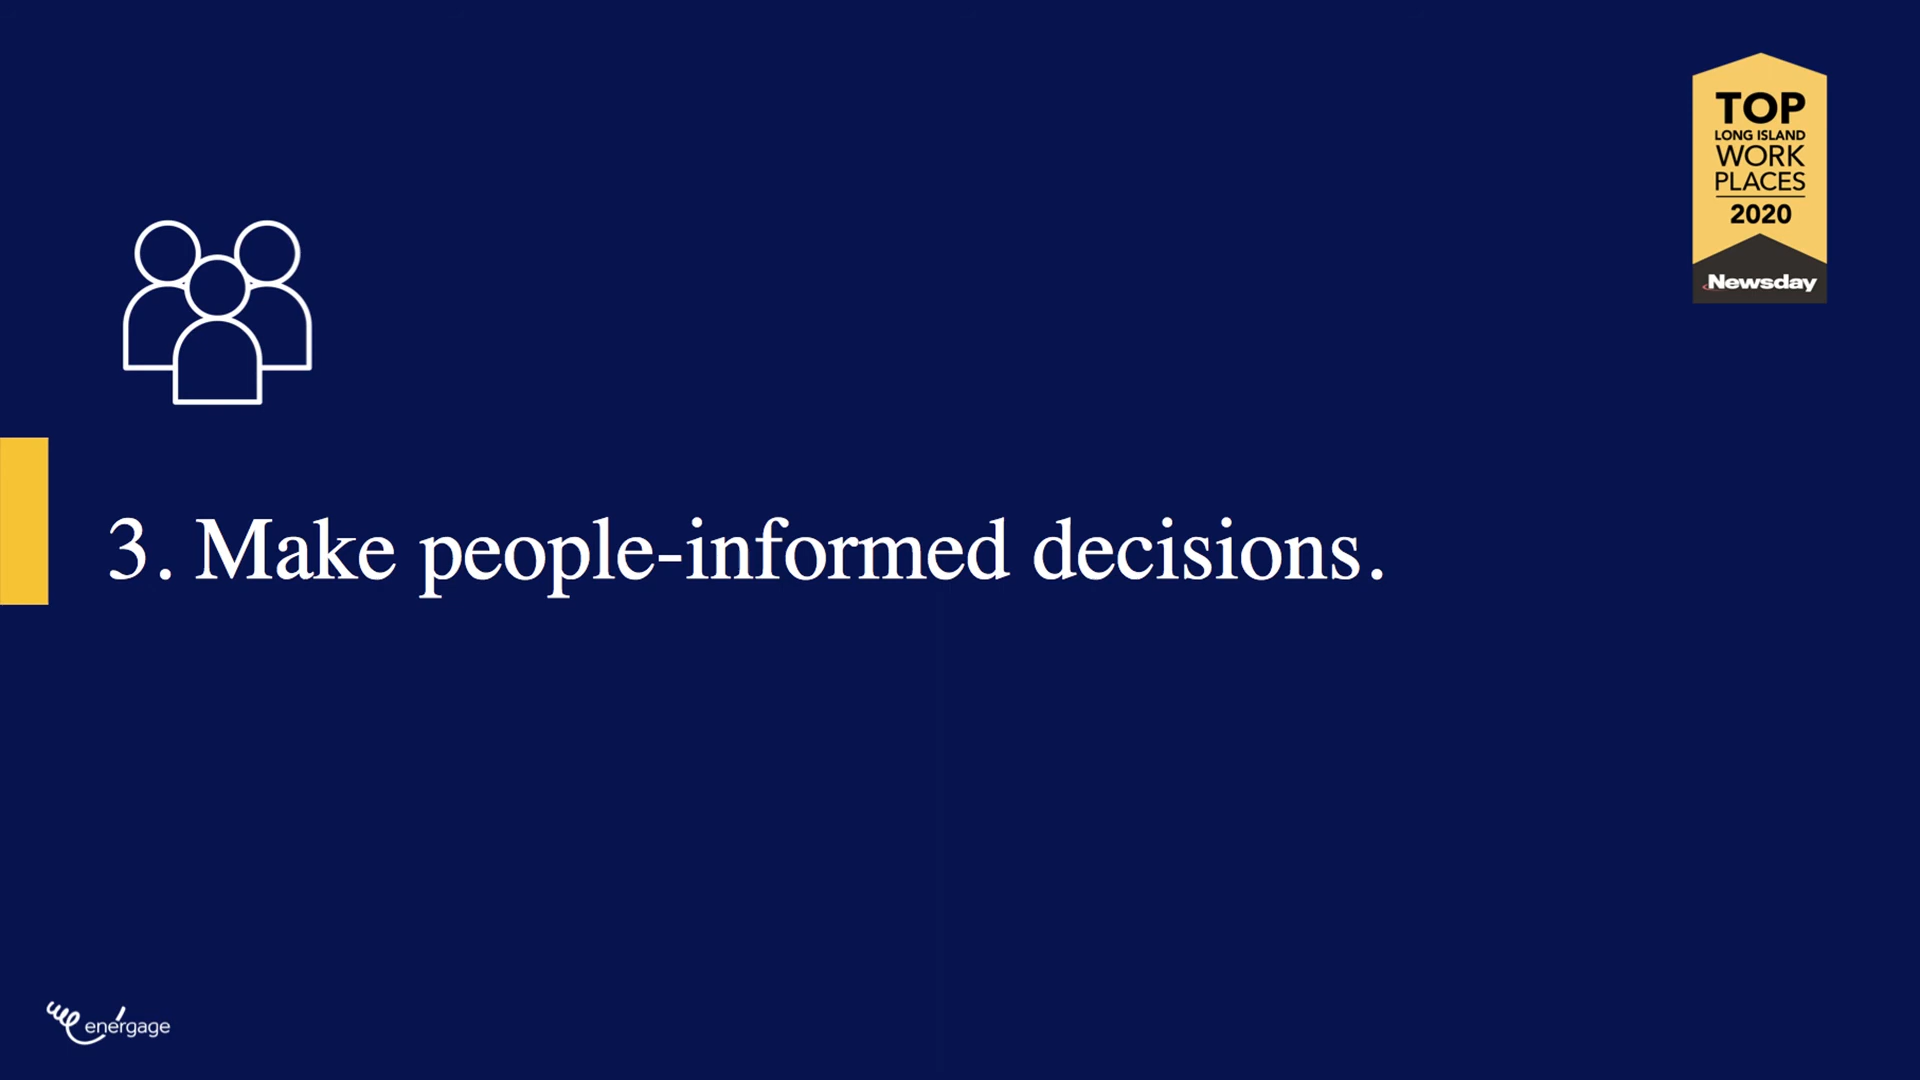 TOP
LONG ISLAND
WORK
PLACES
2020
Newsday
3. Make people-informed decisions.
energage